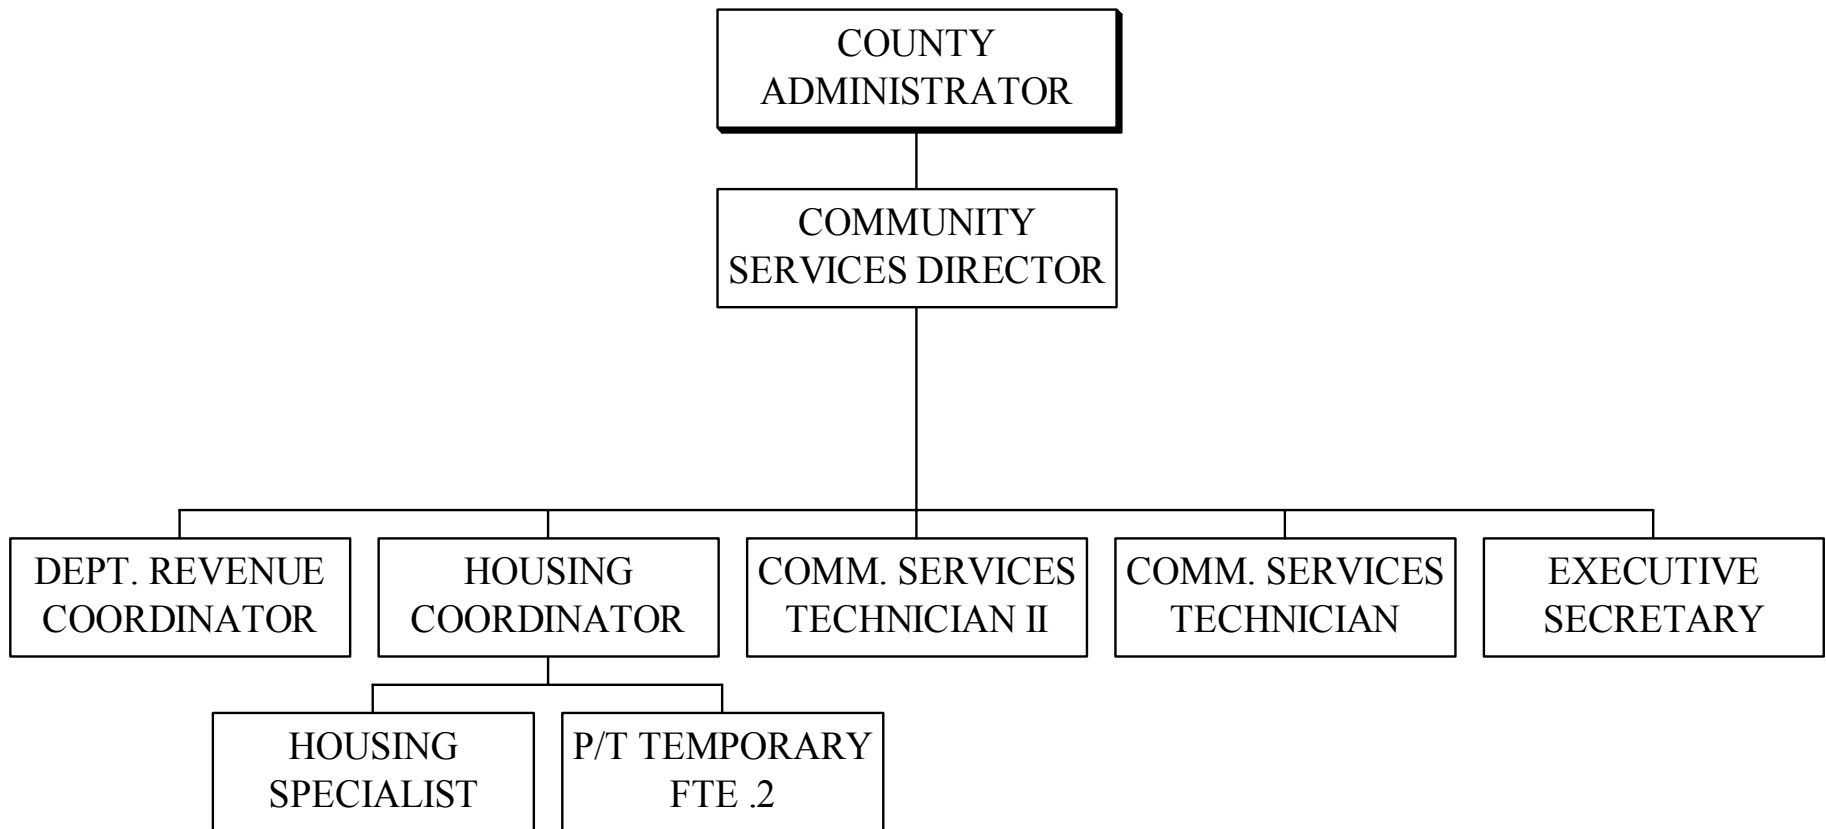 COUNTY
ADMINISTRATOR
COMMUNITY
SERVICES DIRECTOR
DEPT. REVENUE
COORDINATOR
HOUSING
COORDINATOR
COMM. SERVICES
TECHNICIAN II
COMM. SERVICES
TECHNICIAN
EXECUTIVE
SECRETARY
HOUSING
SPECIALIST
P/T TEMPORARY
FTE .2